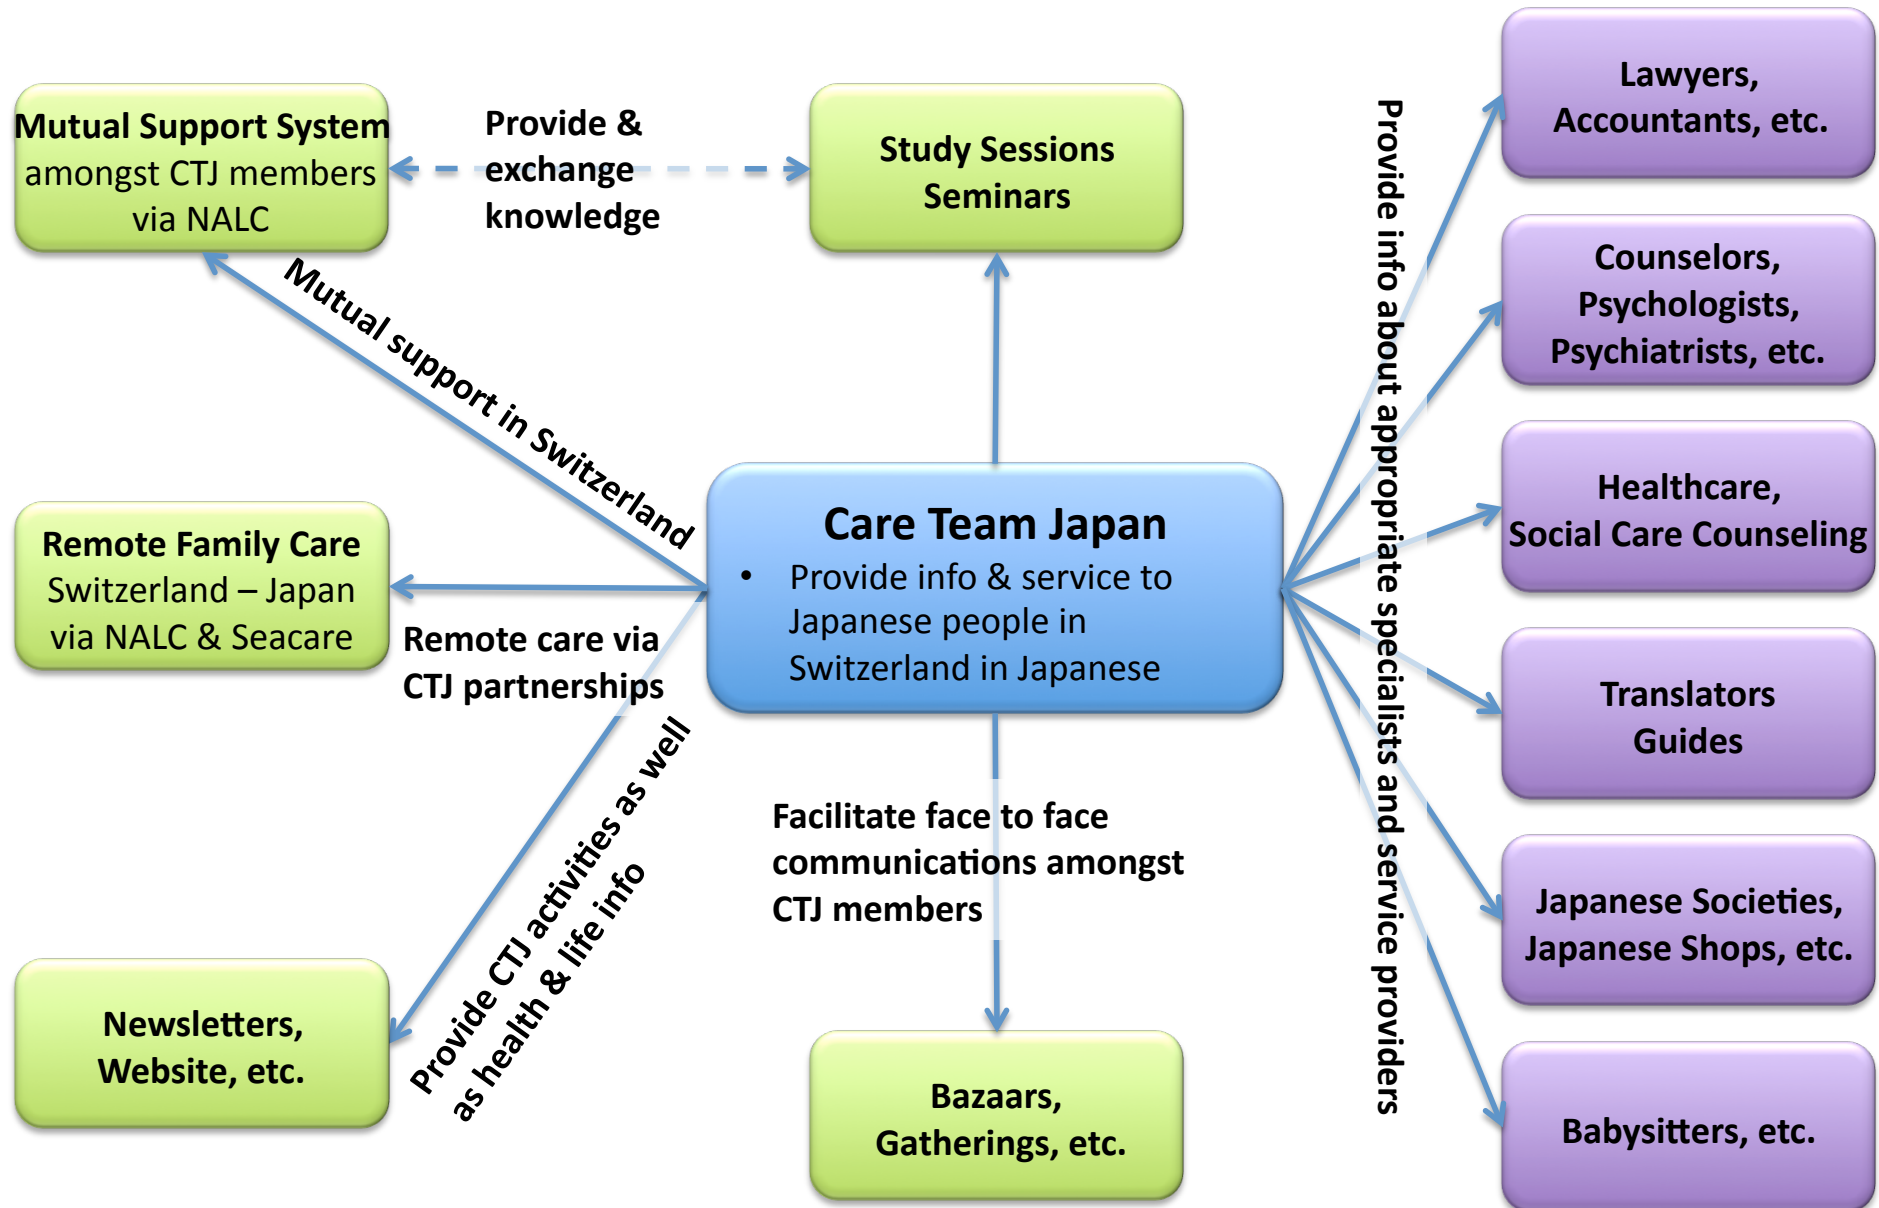 Mutual Support System
amongst CTJ members
via NALC
Provide &
exchange
knowledge
Study Sessions
Seminars
Mutual support in Switzerland
Remote Family Care
Switzerland – Japan
via NALC & Seacare
Remote care via
CTJ partnerships
Care Team Japan
• Provide info & service to
Japanese people in
Switzerland in Japanese
Provide CTJ activities as well
as health & life info
Newsletters,
Website, etc.
Facilitate face to face
communications amongst
CTJ members
Bazaars,
Gatherings, etc.
Provide info about appropriate specialists and service providers
Lawyers,
Accountants, etc.
Counselors,
Psychologists,
Psychiatrists, etc.
Healthcare,
Social Care Counseling
Translators
Guides
Japanese Societies,
Japanese Shops, etc.
Babysitters, etc.